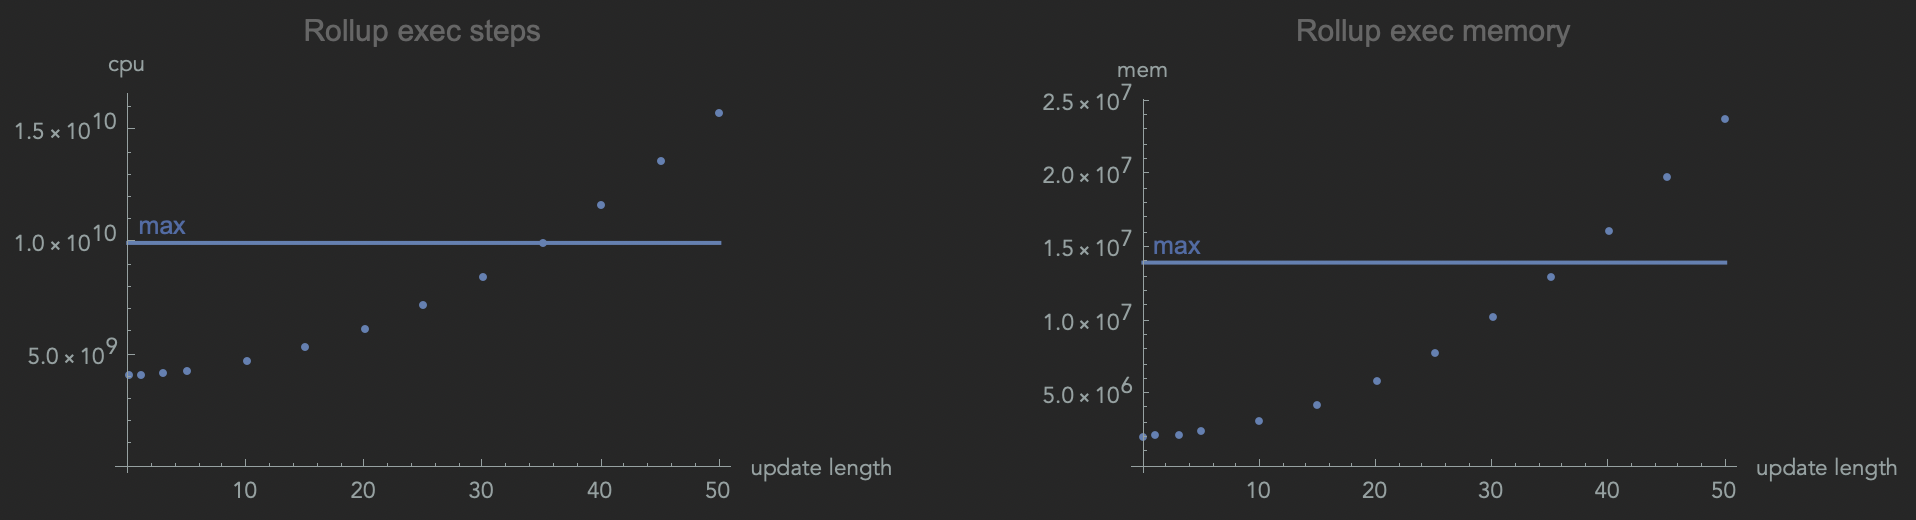 Rollup exec steps
cpu
1.5 × 10^10
max
1.0 × 10^10
5.0 × 10^9
10 20 30 40 50
update length
Rollup exec memory
mem
2.5 × 10^7
2.0 × 10^7
1.5 × 10^7
max
1.0 × 10^7
5.0 × 10^6
10 20 30 40 50
update length